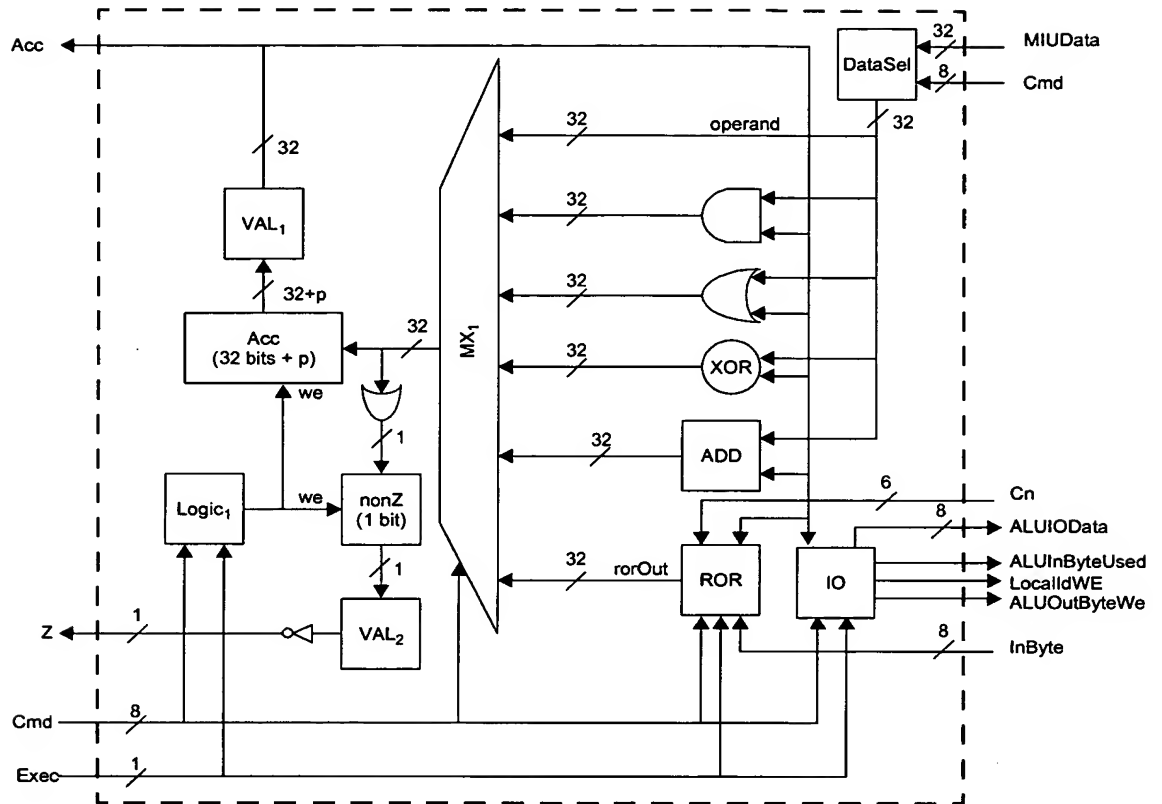 Acc
32
MIUData
DataSel
8
Cmd
32
32
operand
32
32
VAL1
32+p
32
Acc
(32 bits + p)
32
MX1
32
XOR
we
1
32
ADD
Logic1
we
nonZ
(1 bit)
6
Cn
8
ALUIOData
1
32
rorOut
ROR
IO
ALUInByteUsed
LocalIdWE
ALUOutByteWe
Z
1
VAL2
8
InByte
Cmd
8
Exec
1